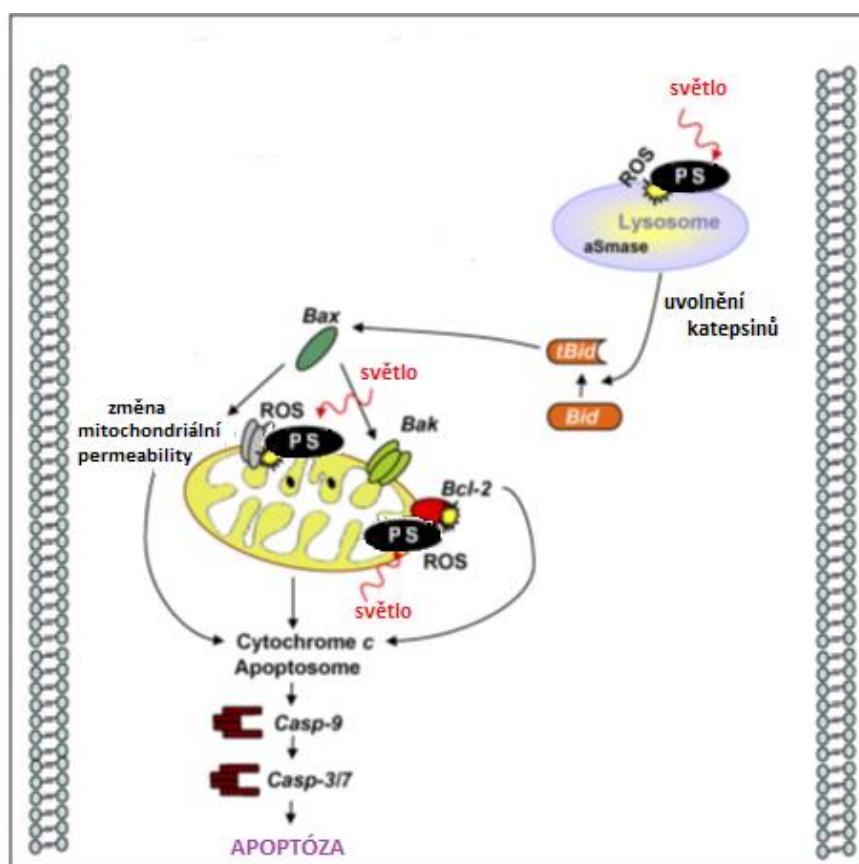 světlo
ROS
PS
Lysosome
aSmase
uvolnění
katepsinů
Bax
tBid
světlo
Bid
změna
mitochondriální
permeability
ROS
PS
Bak
Bcl-2
PS
ROS
světlo
Cytochrome c
Apoptosome
Casp-9
Casp-3/7
APOPTÓZA